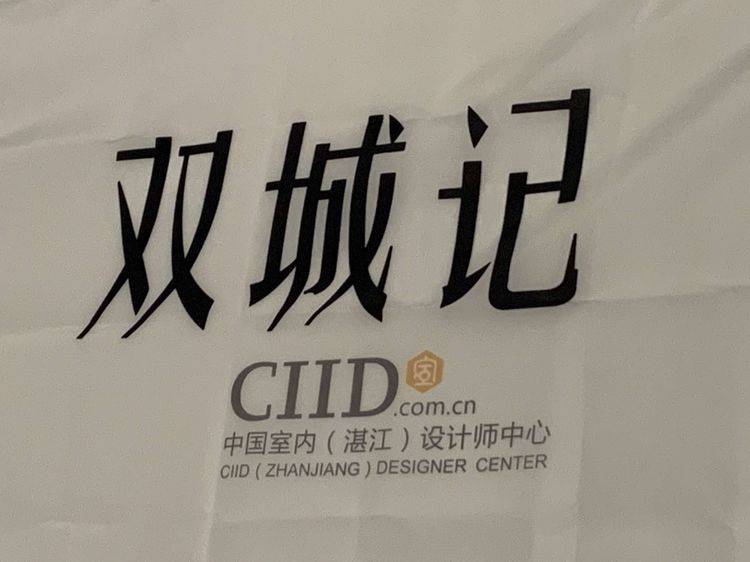 双城记
CIID.com.cn
中国室内（湛江）设计师中心
CIID ( ZHANJIANG ) DESIGNER CENTER